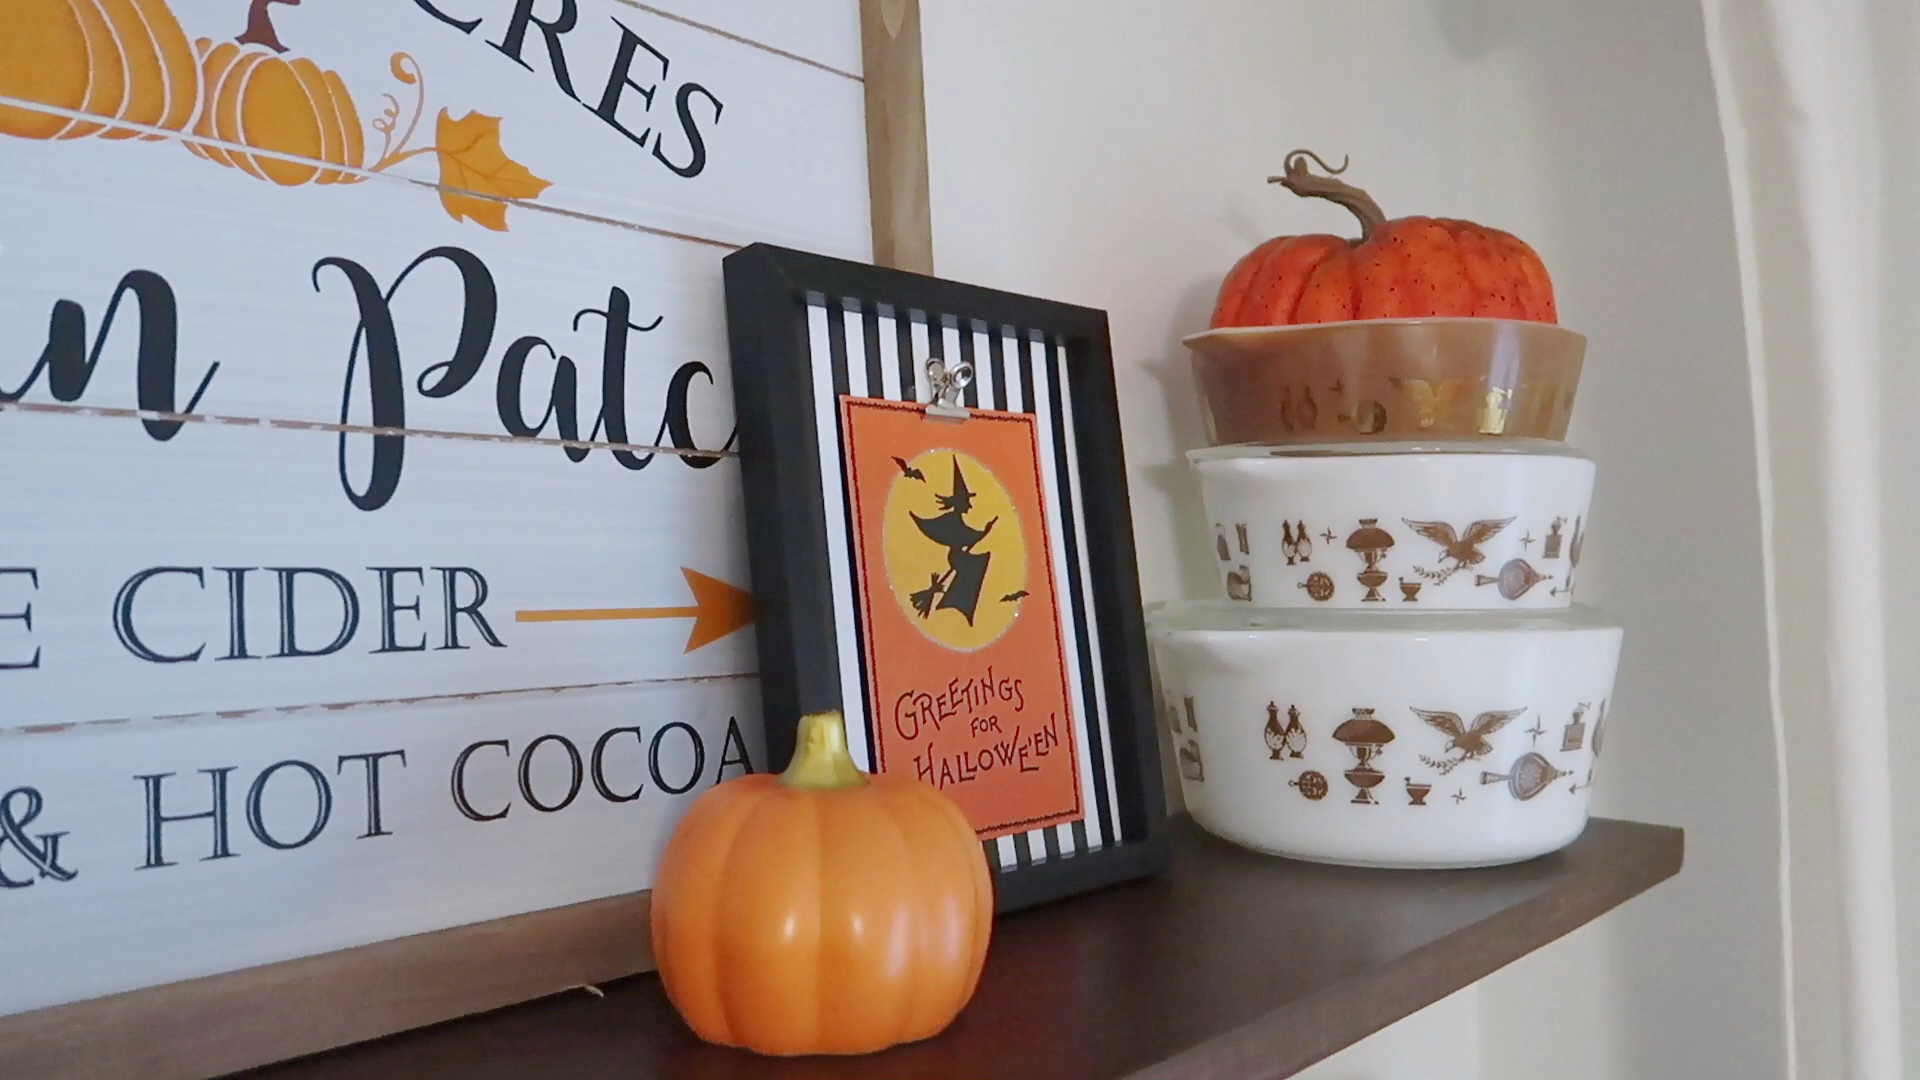 CRES
n Patc
E CIDER
& HOT COCOA
GREETINGS
FOR
HALLOWE'EN